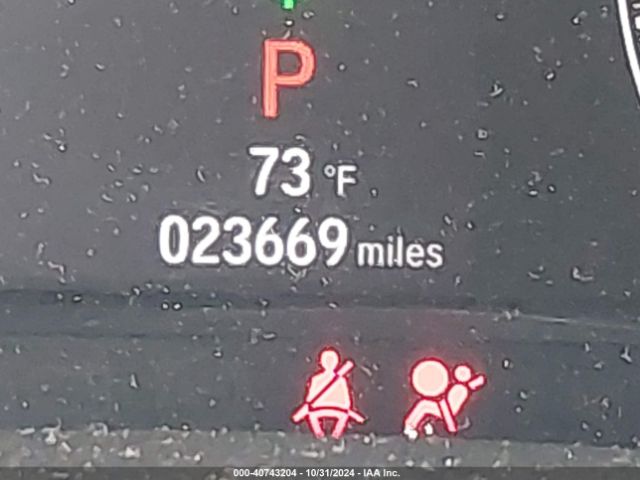 P
73 °F
023669 miles
000-40743204 - 10/31/2024 - IAA Inc.